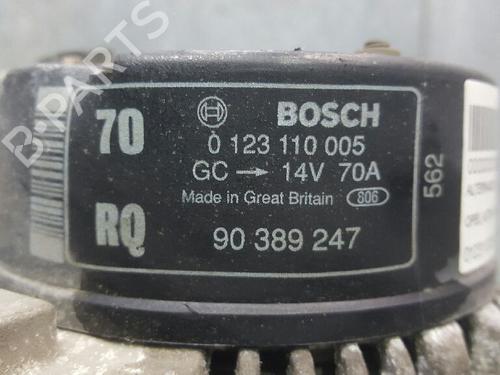 70
BOSCH
0 123 110 005
GC → 14V 70A
Made in Great Britain 806
RQ
90 389 247
562
B-PARTS